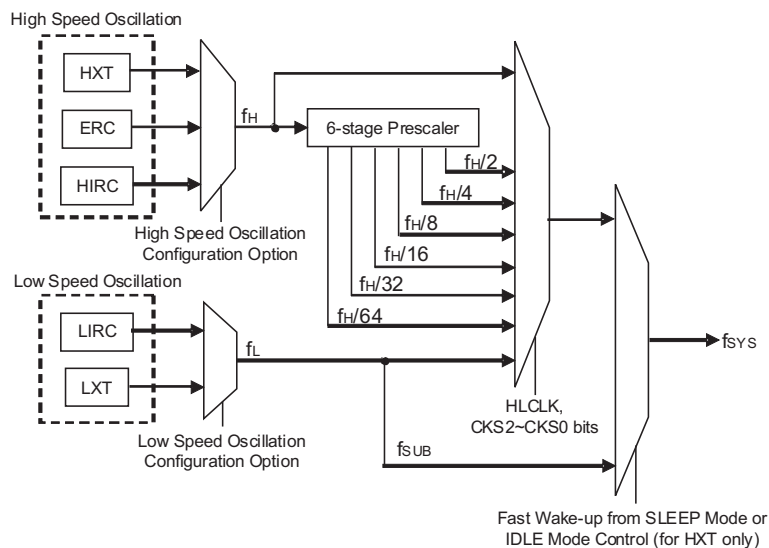 High Speed Oscillation
HXT
ERC
HIRC
fH
6-stage Prescaler
fH/2
fH/4
fH/8
fH/16
fH/32
fH/64
High Speed Oscillation
Configuration Option
Low Speed Oscillation
LIRC
LXT
fL
Low Speed Oscillation
Configuration Option
fSUB
HLCLK,
CKS2~CKS0 bits
fSYS
Fast Wake-up from SLEEP Mode or
IDLE Mode Control (for HXT only)